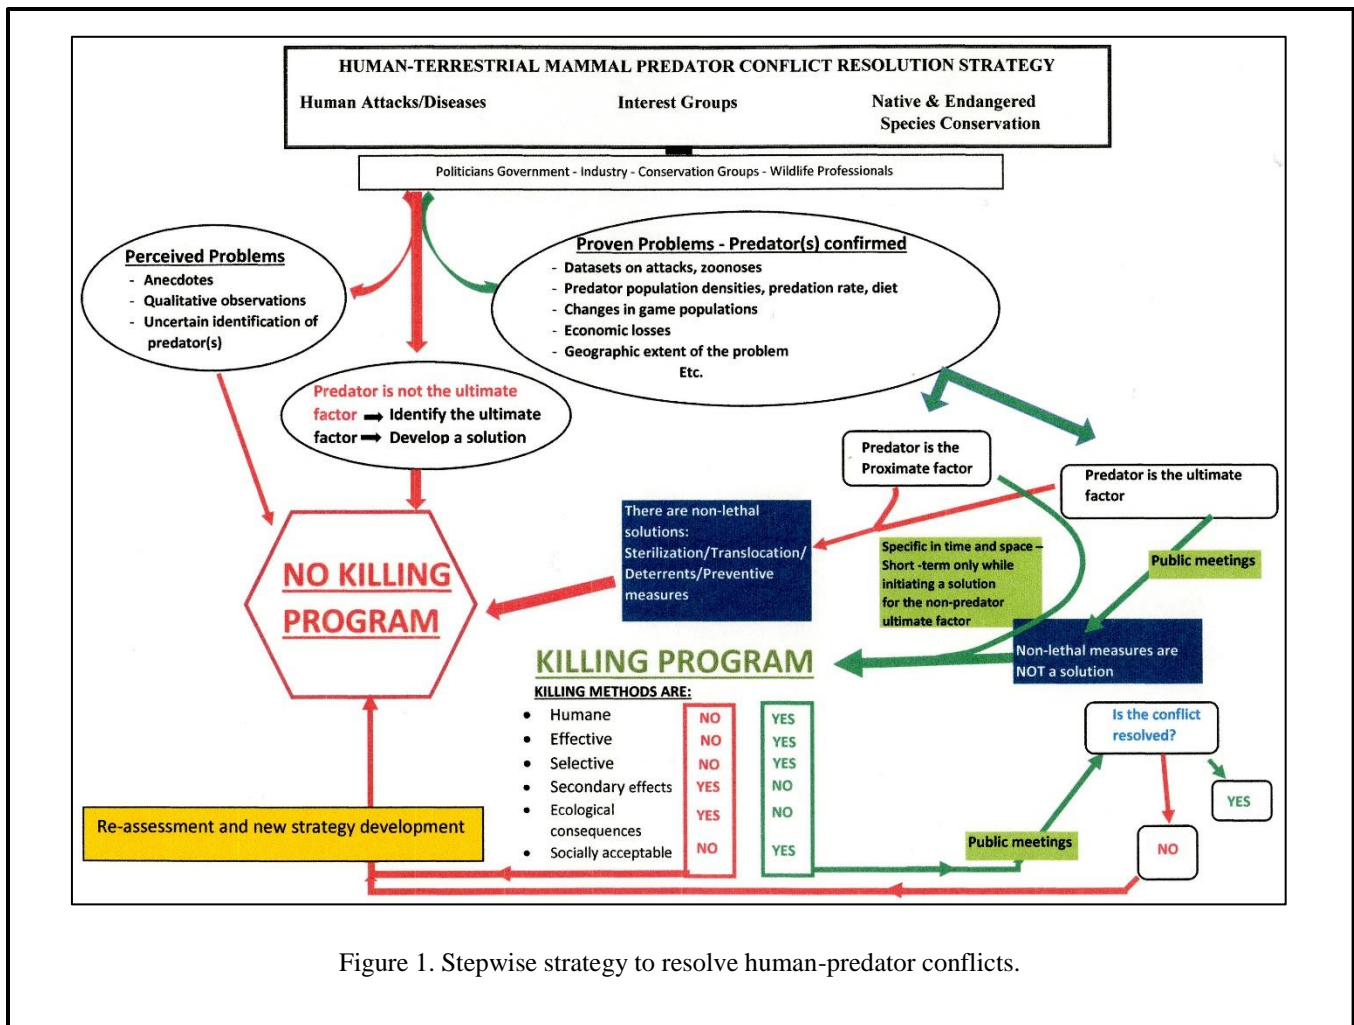 HUMAN-TERRESTRIAL MAMMAL PREDATOR CONFLICT RESOLUTION STRATEGY
Human Attacks/Diseases
Interest Groups
Native & Endangered
Species Conservation
Politicians Government - Industry - Conservation Groups - Wildlife Professionals
Perceived Problems
- Anecdotes
- Qualitative observations
- Uncertain identification of
predator(s)
Proven Problems - Predator(s) confirmed
- Datasets on attacks, zoonoses
- Predator population densities, predation rate, diet
- Changes in game populations
- Economic losses
- Geographic extent of the problem
Etc.
Predator is not the ultimate
factor ➡ Identify the ultimate
factor ➡ Develop a solution
Predator is the
Proximate factor
Predator is the ultimate
factor
There are non-lethal
solutions:
Sterilization/Translocation/
Deterrents/Preventive
measures
Specific in time and space –
Short -term only while
initiating a solution
for the non-predator
ultimate factor
Public meetings
NO KILLING
PROGRAM
Non-lethal measures are
NOT a solution
KILLING PROGRAM
KILLING METHODS ARE:
• Humane NO YES
• Effective NO YES
• Selective NO YES
• Secondary effects YES NO
• Ecological
consequences YES NO
• Socially acceptable NO YES
Is the conflict
resolved?
YES
NO
Public meetings
Re-assessment and new strategy development
Figure 1. Stepwise strategy to resolve human-predator conflicts.